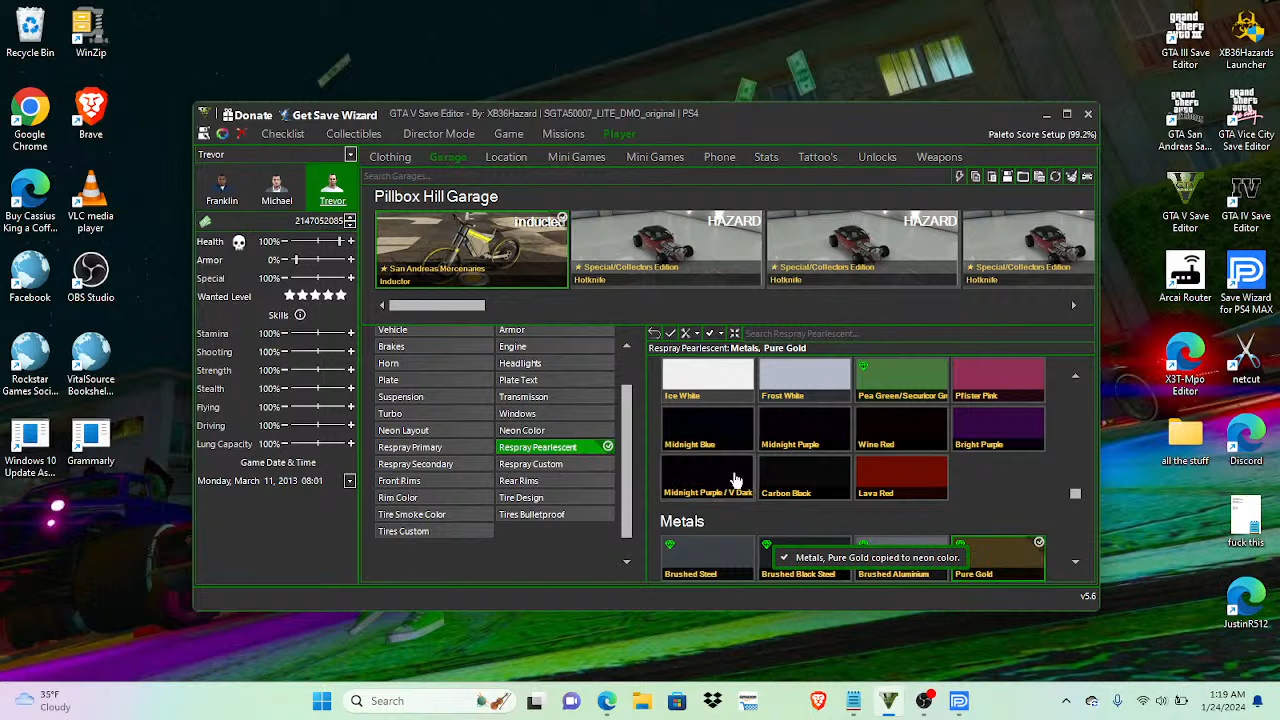 Recycle Bin
WinZip
Google Chrome
Brave
Buy Cassius King a Coffee
VLC media player
Facebook
OBS Studio
Rockstar Games Soci...
VitalSource Bookshel...
Windows 10 Update As...
Grammarly
GTA III Save Editor
XB36Hazards Launcher
GTA San Andreas Sa...
GTA Vice City Save Editor
GTA V Save Editor
GTA IV Save Editor
Arcai Router
Save Wizard for PS4 MAX
X3T-Mpo Editor
netcut
all the stuff
Discord
fuck this
JustinR512
Donate
Get Save Wizard
GTA V Save Editor - By XB36Hazard | SGTA50007_LITE_DMO_original | PS4
Checklist Collectibles Director Mode Game Missions Player
Paleto Score Setup (99.2%)
Trevor
Franklin Michael Trevor
2147052085
Health 100%
Armor 0%
Special 100%
Wanted Level
Skills
Stamina 100%
Shooting 100%
Strength 100%
Stealth 100%
Flying 100%
Driving 100%
Lung Capacity 100%
Game Date & Time
Monday, March 11, 2013 08:01
Clothing Garage Location Mini Games Mini Games Phone Stats Tattoo's Unlocks Weapons
Search Garages...
Pillbox Hill Garage
inducted
San Andreas Mercenaries
Inductor
HAZARD
Special/Collectors Edition
Hotknife
HAZARD
Special/Collectors Edition
Hotknife
Special/Collectors Edition
Hotknife
Vehicle Armor
Brakes Engine
Horn Headlights
Plate Plate Text
Suspension Transmisson
Turbo Windows
Neon Layout Neon Color
Respray Primary Respray Pearlescent
Respray Secondary Respray Custom
Front Rims Rear Rims
Rim Color Tire Design
Tire Smoke Color Tires Bulletproof
Tires Custom
Search Respray Pearlescent...
Respray Pearlescent: Metals, Pure Gold
Ice White Frost White Pea Green/Securicor Gr Pfister Pink
Midnight Blue Midnight Purple Wine Red Bright Purple
Midnight Purple / V Dark Carbon Black Lava Red
Metals
Metals, Pure Gold copied to neon color.
Brushed Steel Brushed Black Steel Brushed Aluminium Pure Gold
v5.6
35°F
Cloudy
Search
1:19 AM
1/24/2024